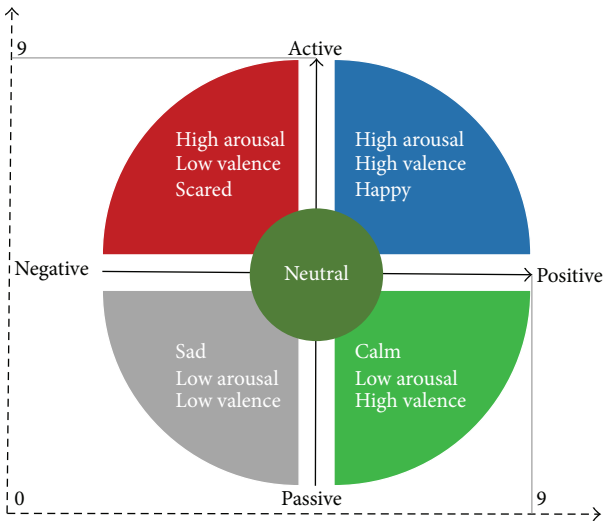 9
Active
High arousal
Low valence
Scared
High arousal
High valence
Happy
Negative
Neutral
Positive
Sad
Low arousal
Low valence
Calm
Low arousal
High valence
0
Passive
9